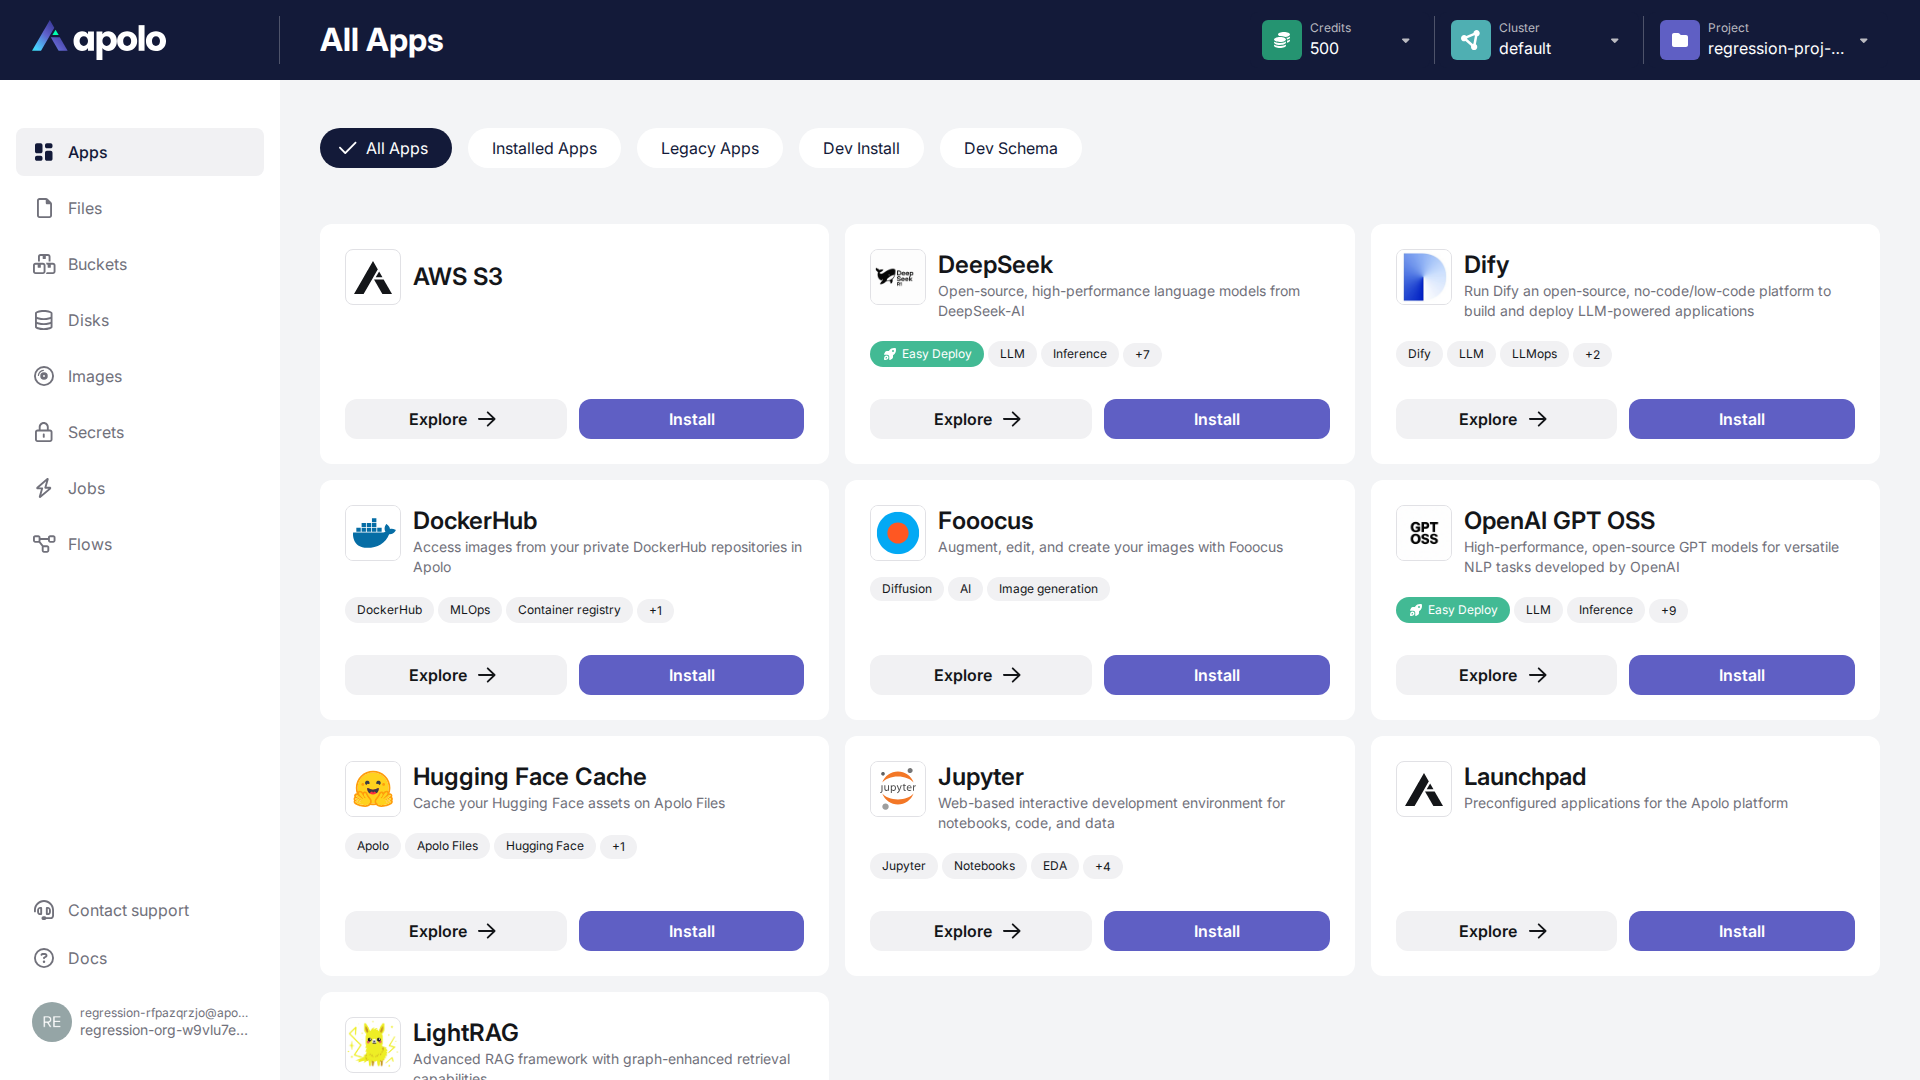 apolo
All Apps
Credits
500
Cluster
default
Project
regression-proj-...
Apps
Files
Buckets
Disks
Images
Secrets
Jobs
Flows
Contact support
Docs
RE
regression-rfpazqrzjo@apo...
regression-org-w9vlu7e...
All Apps
Installed Apps
Legacy Apps
Dev Install
Dev Schema
AWS S3
Explore
Install
Deep
Seek
R1
DeepSeek
Open-source, high-performance language models from
DeepSeek-AI
Easy Deploy
LLM
Inference
+7
Explore
Install
Dify
Run Dify an open-source, no-code/low-code platform to
build and deploy LLM-powered applications
Dify
LLM
LLMops
+2
Explore
Install
DockerHub
Access images from your private DockerHub repositories in
Apolo
DockerHub
MLOps
Container registry
+1
Explore
Install
Fooocus
Augment, edit, and create your images with Fooocus
Diffusion
AI
Image generation
Explore
Install
GPT
OSS
OpenAI GPT OSS
High-performance, open-source GPT models for versatile
NLP tasks developed by OpenAI
Easy Deploy
LLM
Inference
+9
Explore
Install
Hugging Face Cache
Cache your Hugging Face assets on Apolo Files
Apolo
Apolo Files
Hugging Face
+1
Explore
Install
jupyter
Jupyter
Web-based interactive development environment for
notebooks, code, and data
Jupyter
Notebooks
EDA
+4
Explore
Install
Launchpad
Preconfigured applications for the Apolo platform
Explore
Install
LightRAG
Advanced RAG framework with graph-enhanced retrieval
capabilities